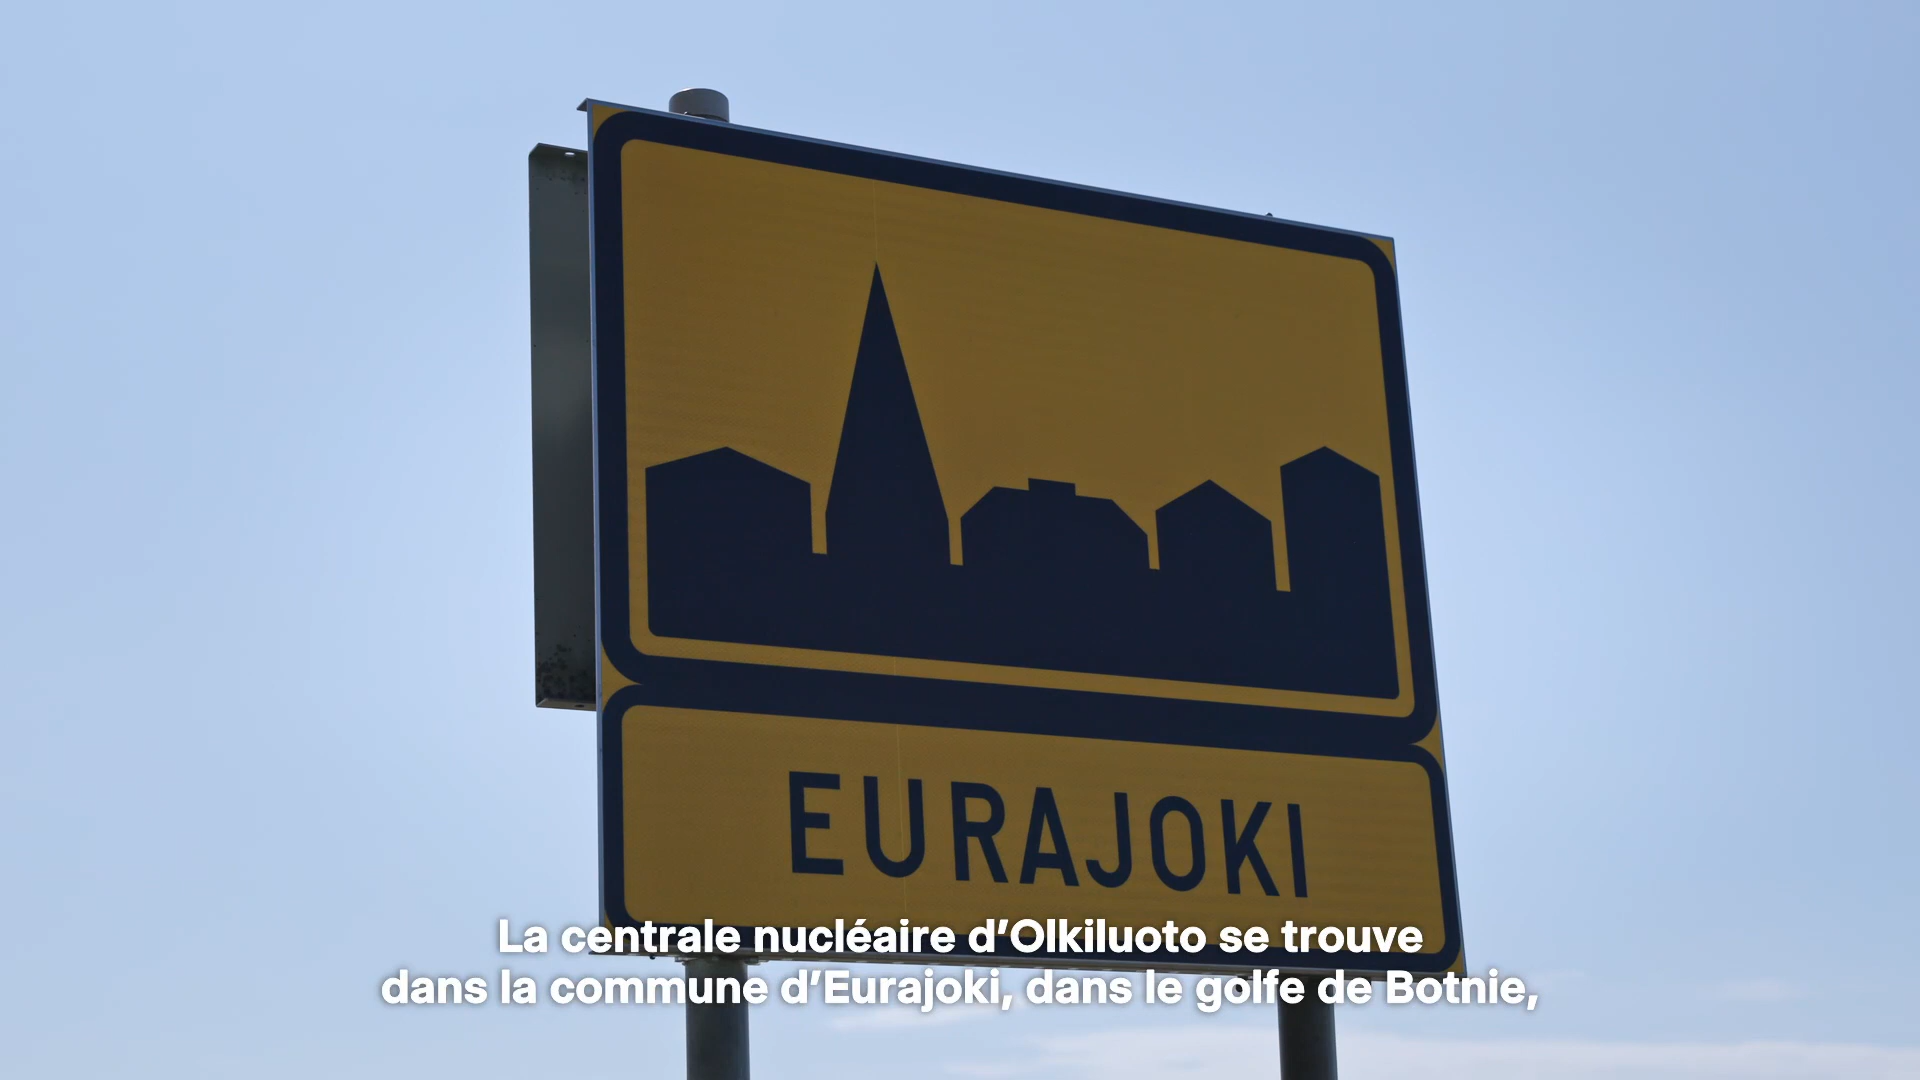 EURAJOKI
La centrale nucléaire d’Olkiluoto se trouve
dans la commune d’Eurajoki, dans le golfe de Botnie,